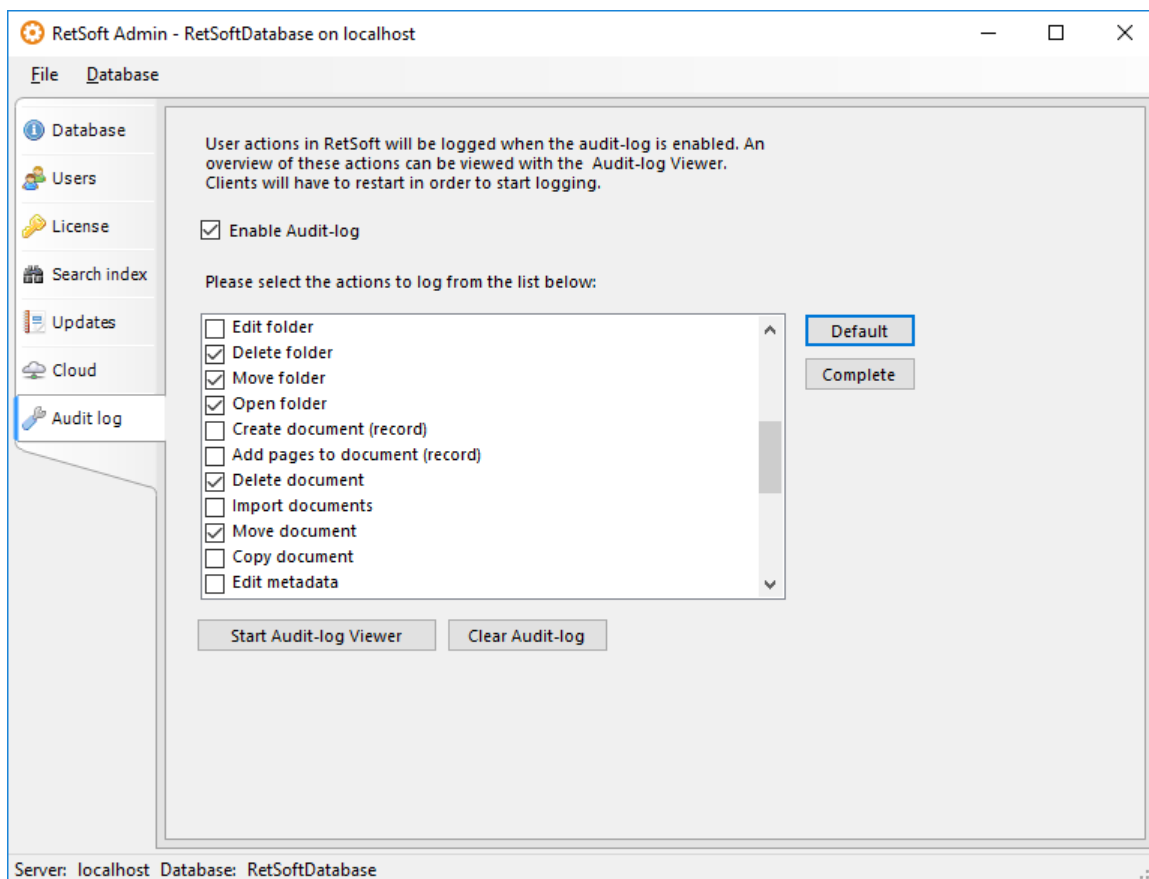 RetSoft Admin - RetSoftDatabase on localhost
File Database
Database
Users
License
Search index
Updates
Cloud
Audit log
User actions in RetSoft will be logged when the audit-log is enabled. An
overview of these actions can be viewed with the Audit-log Viewer.
Clients will have to restart in order to start logging.
Enable Audit-log
Please select the actions to log from the list below:
Edit folder
Delete folder
Move folder
Open folder
Create document (record)
Add pages to document (record)
Delete document
Import documents
Move document
Copy document
Edit metadata
Default
Complete
Start Audit-log Viewer Clear Audit-log
Server: localhost Database: RetSoftDatabase